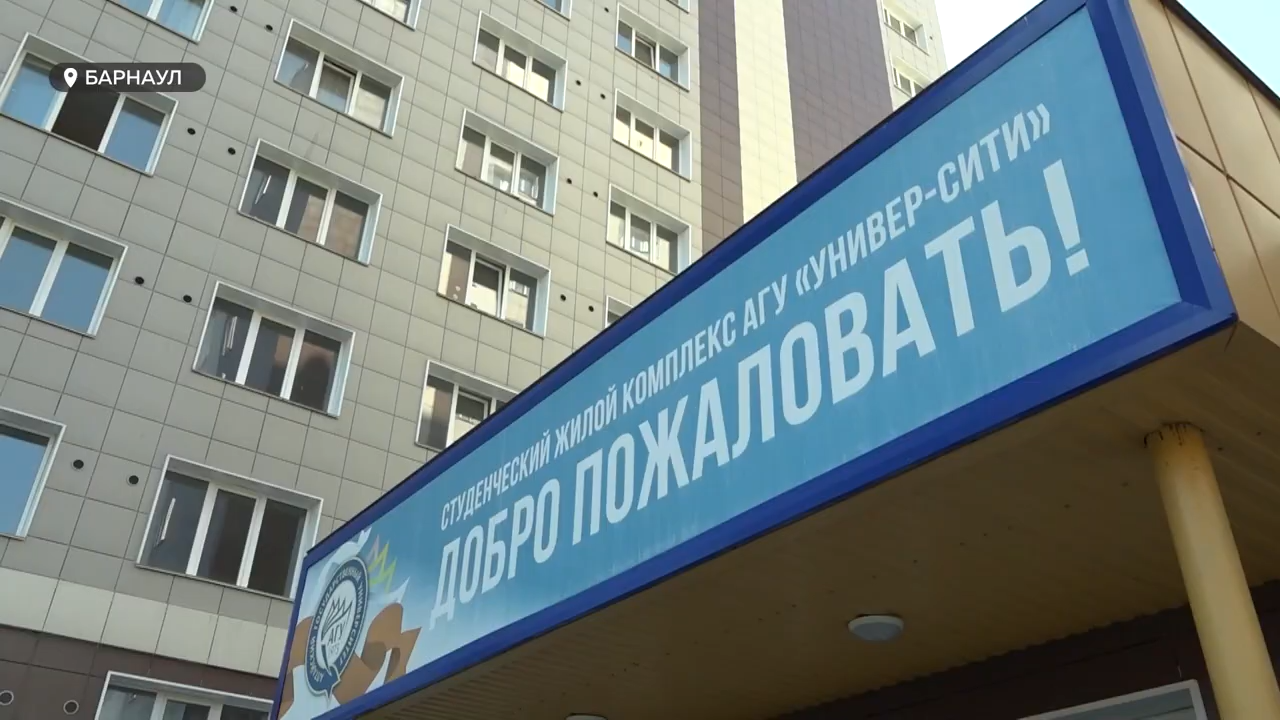 БАРНАУЛ
СТУДЕНЧЕСКИЙ ЖИЛОЙ КОМПЛЕКС АГУ «УНИВЕР-СИТИ»
ДОБРО ПОЖАЛОВАТЬ!
АГУ